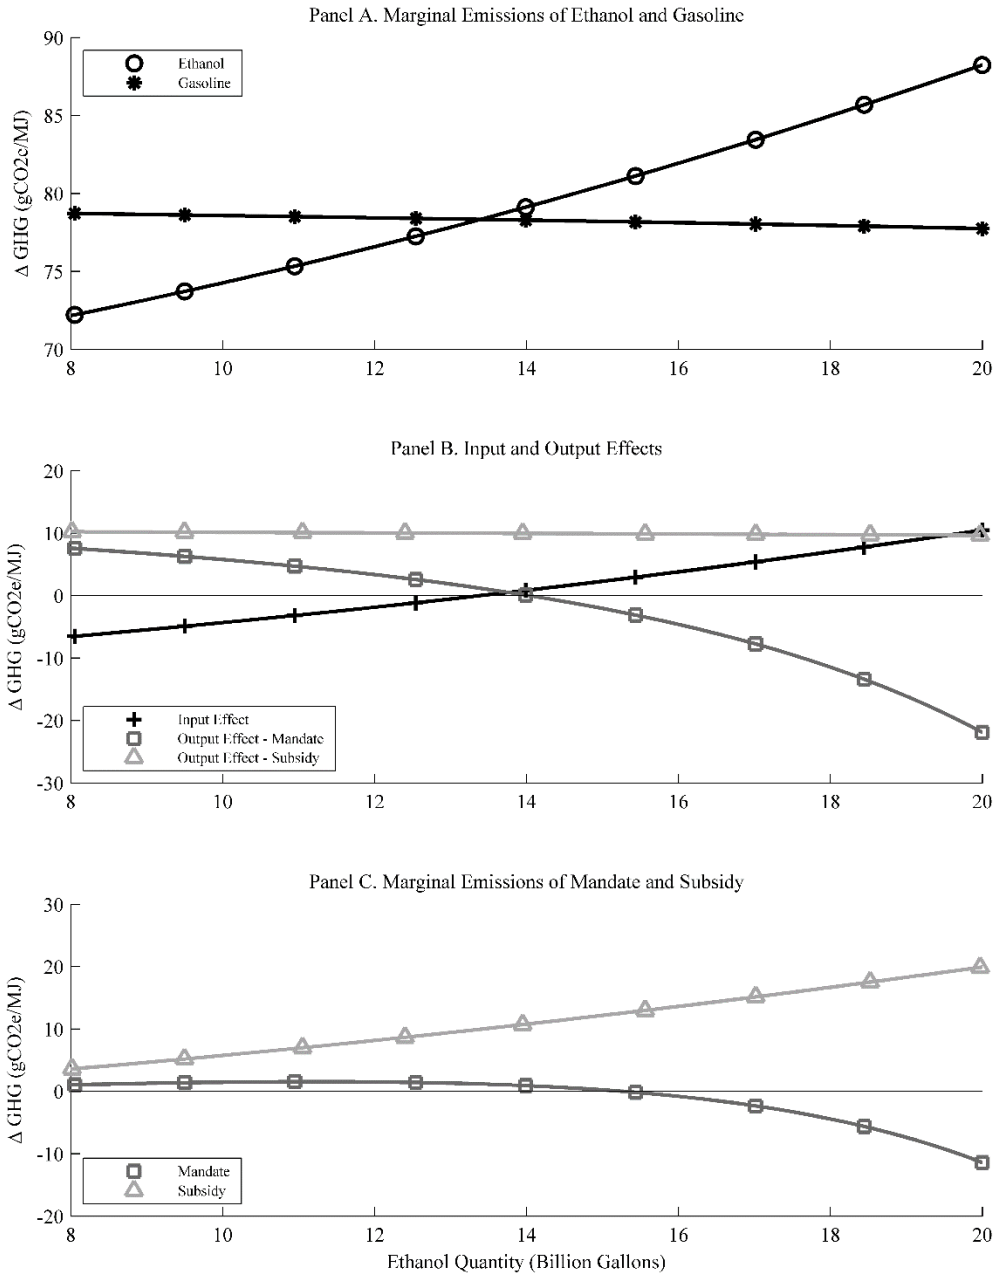 Panel A. Marginal Emissions of Ethanol and Gasoline
90
85
80
75
70
Δ GHG (gCO2e/MJ)
Ethanol
Gasoline
8 10 12 14 16 18 20
Panel B. Input and Output Effects
20
10
0
-10
-20
-30
Δ GHG (gCO2e/MJ)
Input Effect
Output Effect - Mandate
Output Effect - Subsidy
8 10 12 14 16 18 20
Panel C. Marginal Emissions of Mandate and Subsidy
30
20
10
0
-10
-20
Δ GHG (gCO2e/MJ)
Mandate
Subsidy
8 10 12 14 16 18 20
Ethanol Quantity (Billion Gallons)